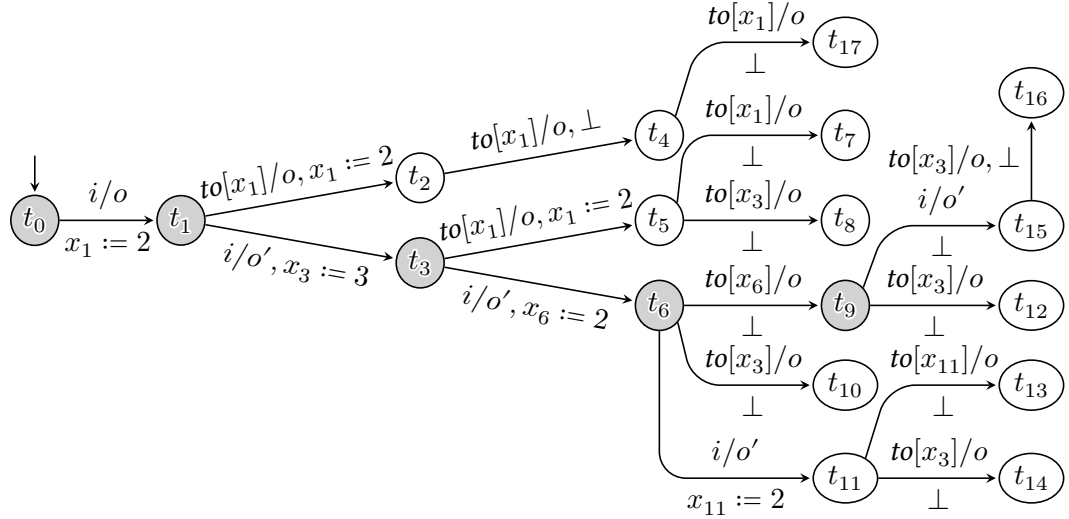 to[x₁]/o
⊥
t₁₇
t₁₆
to[x₁]/o, ⊥
t₄
to[x₁]/o
⊥
t₇
to[x₁]/o, x₁ := 2
t₂
to[x₃]/o, ⊥
i/o′
⊥
t₁₅
t₀
i/o
x₁ := 2
t₁
to[x₁]/o, x₁ := 2
t₅
to[x₃]/o
⊥
t₈
i/o′, x₃ := 3
t₃
i/o′, x₆ := 2
t₆
to[x₆]/o
⊥
t₉
to[x₃]/o
⊥
t₁₂
to[x₃]/o
⊥
t₁₀
to[x₁₁]/o
⊥
t₁₃
i/o′
x₁₁ := 2
t₁₁
to[x₃]/o
⊥
t₁₄